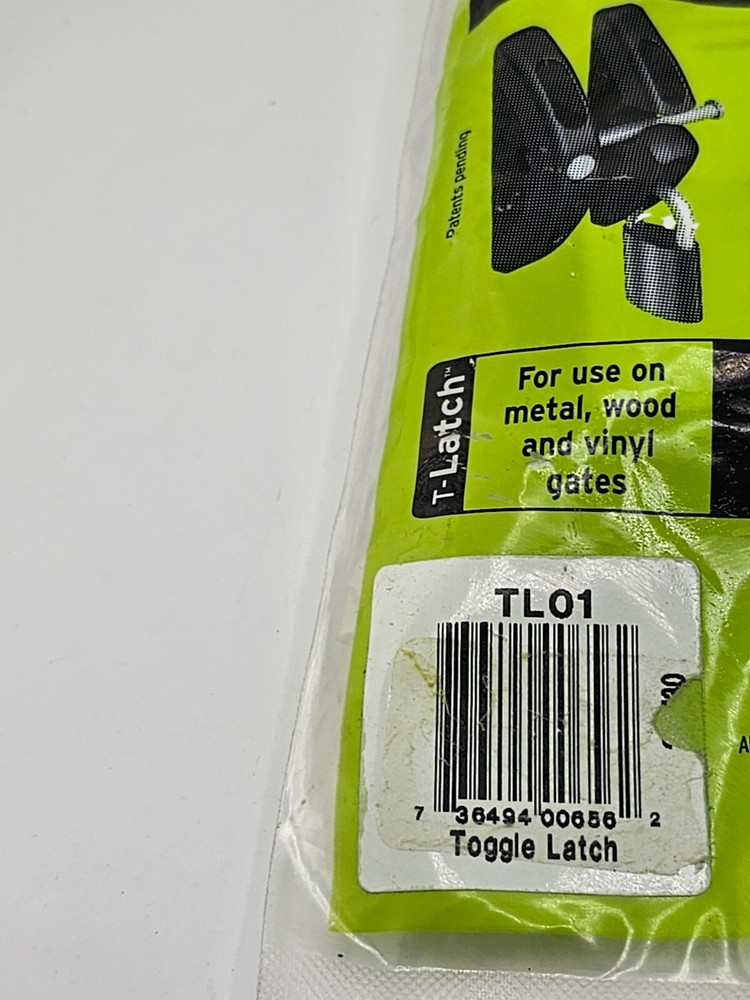 Patents pending
T-Latch™
For use on
metal, wood
and vinyl
gates
TL01
7 36494 00656 2
Toggle Latch